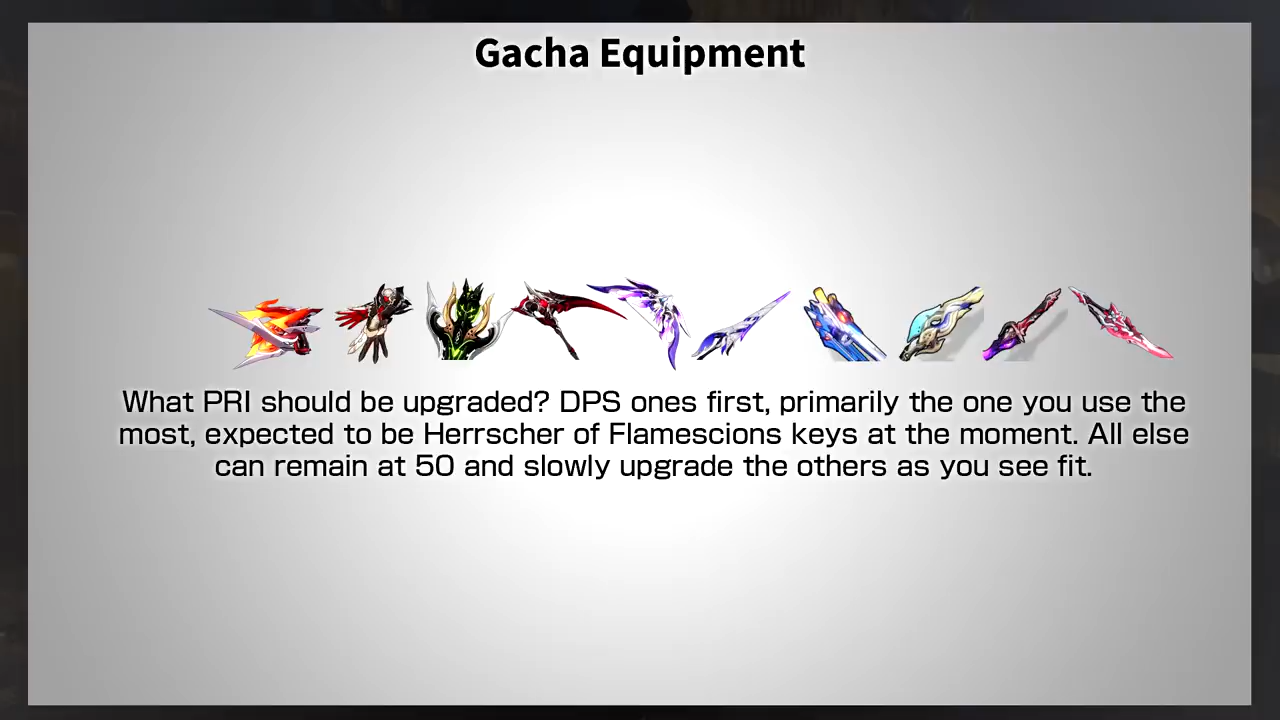 Gacha Equipment
What PRI should be upgraded? DPS ones first, primarily the one you use the
most, expected to be Herrscher of Flamescions keys at the moment. All else
can remain at 50 and slowly upgrade the others as you see fit.